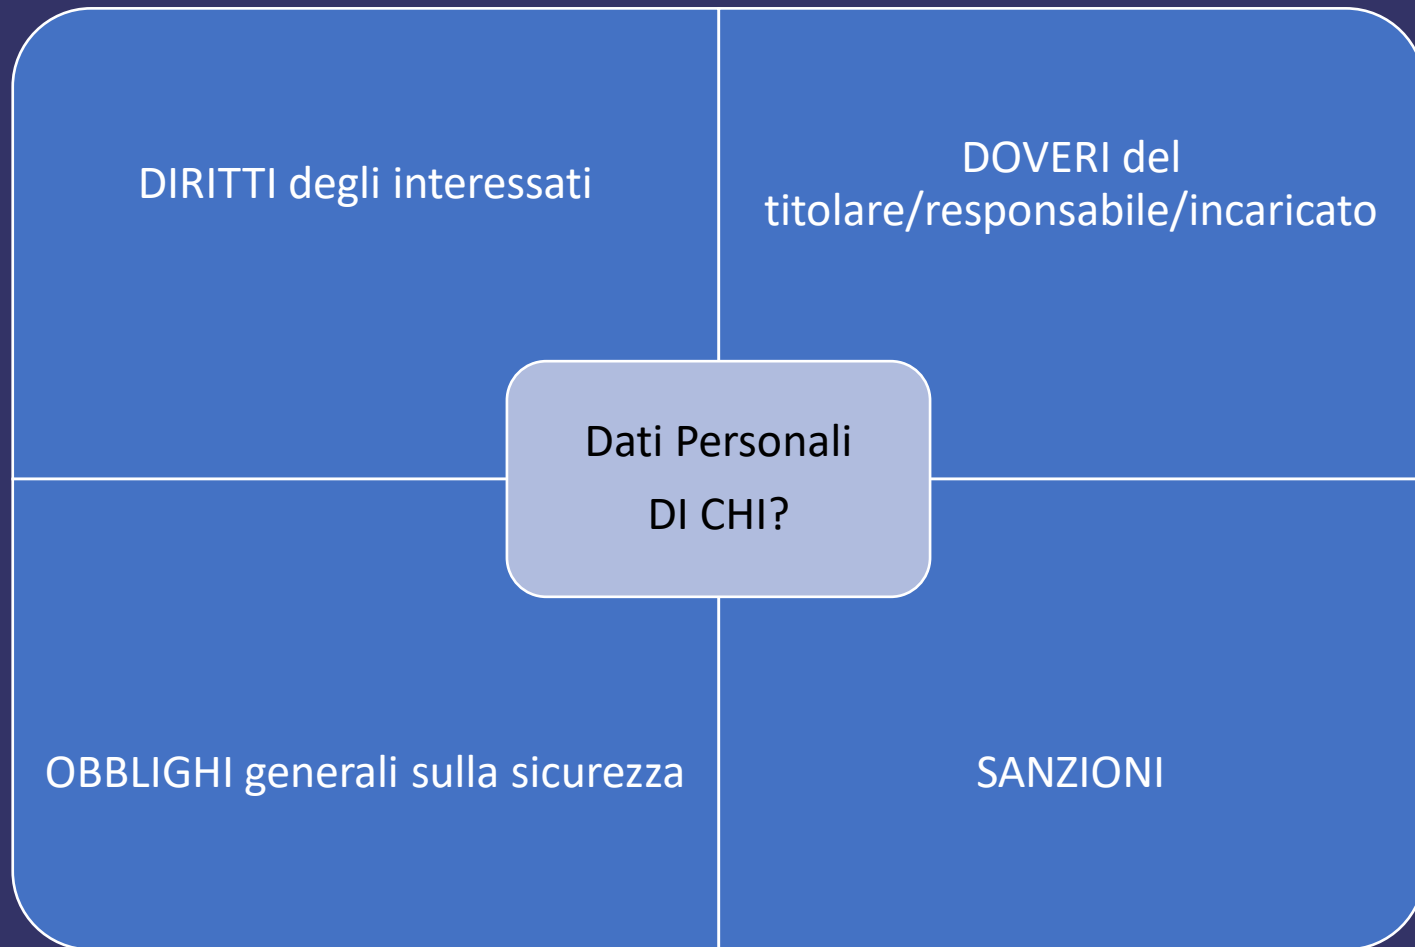 DIRITTI degli interessati
DOVERI del
titolare/responsabile/incaricato
Dati Personali
DI CHI?
OBBLIGHI generali sulla sicurezza
SANZIONI